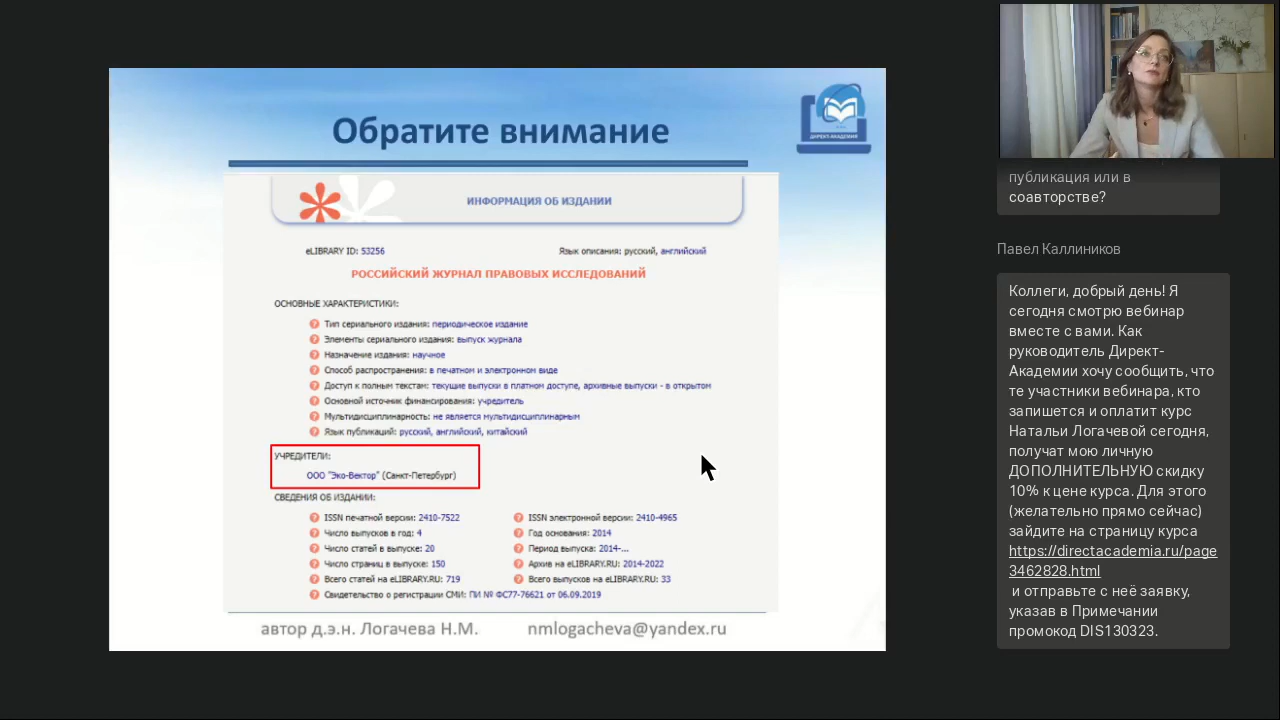 Обратите внимание
ДИРЕКТ-АКАДЕМИЯ
ИНФОРМАЦИЯ ОБ ИЗДАНИИ
eLIBRARY ID: 53256
Язык описания: русский, английский
РОССИЙСКИЙ ЖУРНАЛ ПРАВОВЫХ ИССЛЕДОВАНИЙ
ОСНОВНЫЕ ХАРАКТЕРИСТИКИ:
Тип сериального издания: периодическое издание
Элементы сериального издания: выпуск журнала
Назначение издания: научное
Способ распространения: в печатном и электронном виде
Доступ к полным текстам: текущие выпуски в платном доступе, архивные выпуски - в открытом
Основной источник финансирования: учредитель
Мультидисциплинарность: не является мультидисциплинарным
Язык публикаций: русский, английский, китайский
УЧРЕДИТЕЛИ:
ООО "Эко-Вектор" (Санкт-Петербург)
СВЕДЕНИЯ ОБ ИЗДАНИИ:
ISSN печатной версии: 2410-7522 ISSN электронной версии: 2410-4965
Число выпусков в год: 4 Год основания: 2014
Число статей в выпуске: 20 Период выпуска: 2014-...
Число страниц в выпуске: 150 Архив на eLIBRARY.RU: 2014-2022
Всего статей на eLIBRARY.RU: 719 Всего выпусков на eLIBRARY.RU: 33
Свидетельство о регистрации СМИ: ПИ № ФС77-76621 от 06.09.2019
автор д.э.н. Логачева Н.М. nmlogacheva@yandex.ru
публикация или в
соавторстве?
Павел Каллиников
Коллеги, добрый день! Я
сегодня смотрю вебинар
вместе с вами. Как
руководитель Директ-
Академии хочу сообщить, что
те участники вебинара, кто
запишется и оплатит курс
Натальи Логачевой сегодня,
получат мою личную
ДОПОЛНИТЕЛЬНУЮ скидку
10% к цене курса. Для этого
(желательно прямо сейчас)
зайдите на страницу курса
https://directacademia.ru/page
3462828.html
и отправьте с неё заявку,
указав в Примечании
промокод DIS130323.